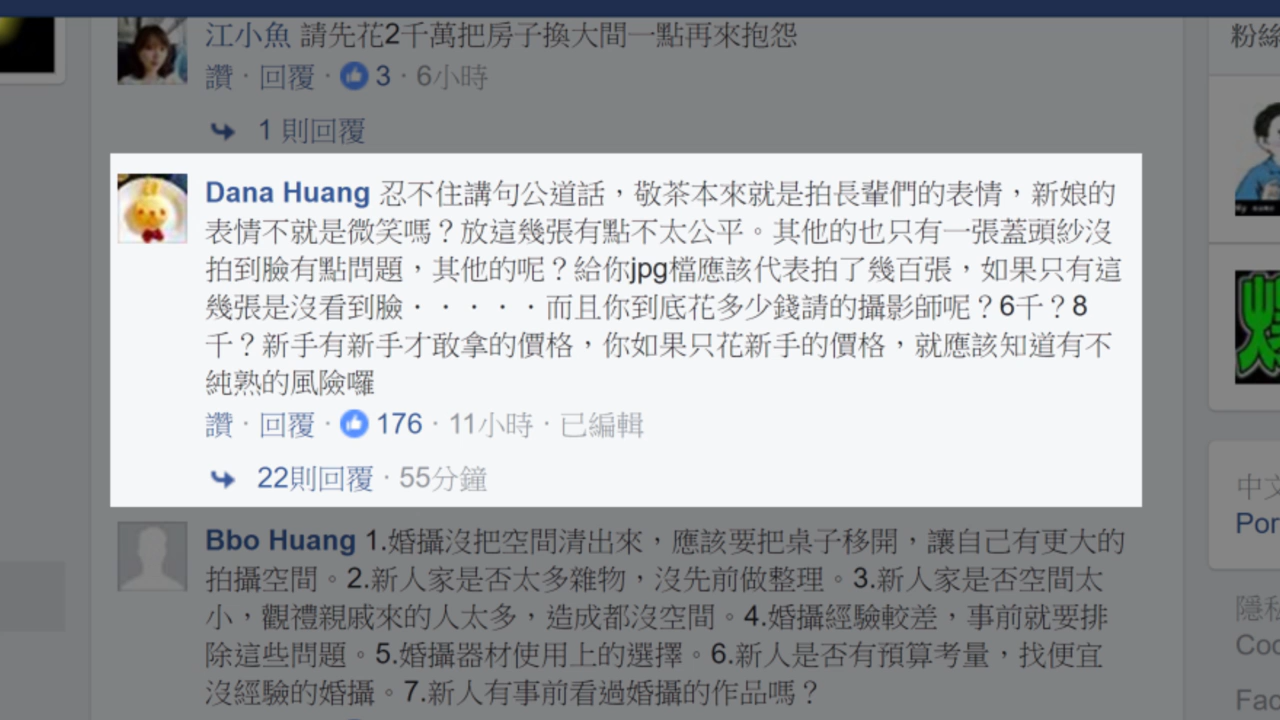 江小魚 請先花2千萬把房子換大間一點再來抱怨
讚 · 回覆 · 3 · 6小時
1 則回覆
Dana Huang 忍不住講句公道話，敬茶本來就是拍長輩們的表情，新娘的
表情不就是微笑嗎？放這幾張有點不太公平。其他的也只有一張蓋頭紗沒
拍到臉有點問題，其他的呢？給你jpg檔應該代表拍了幾百張，如果只有這
幾張是沒看到臉．．．．．而且你到底花多少錢請的攝影師呢？6千？8
千？新手有新手才敢拿的價格，你如果只花新手的價格，就應該知道有不
純熟的風險囉
讚 · 回覆 · 176 · 11小時 · 已編輯
22則回覆 · 55分鐘
Bbo Huang 1.婚攝沒把空間清出來，應該要把桌子移開，讓自己有更大的
拍攝空間。2.新人家是否太多雜物，沒先前做整理。3.新人家是否空間太
小，觀禮親戚來的人太多，造成都沒空間。4.婚攝經驗較差，事前就要排
除這些問題。5.婚攝器材使用上的選擇。6.新人是否有預算考量，找便宜
沒經驗的婚攝。7.新人有事前看過婚攝的作品嗎？
粉絲
中文
Por
隱私
Coo
Fac